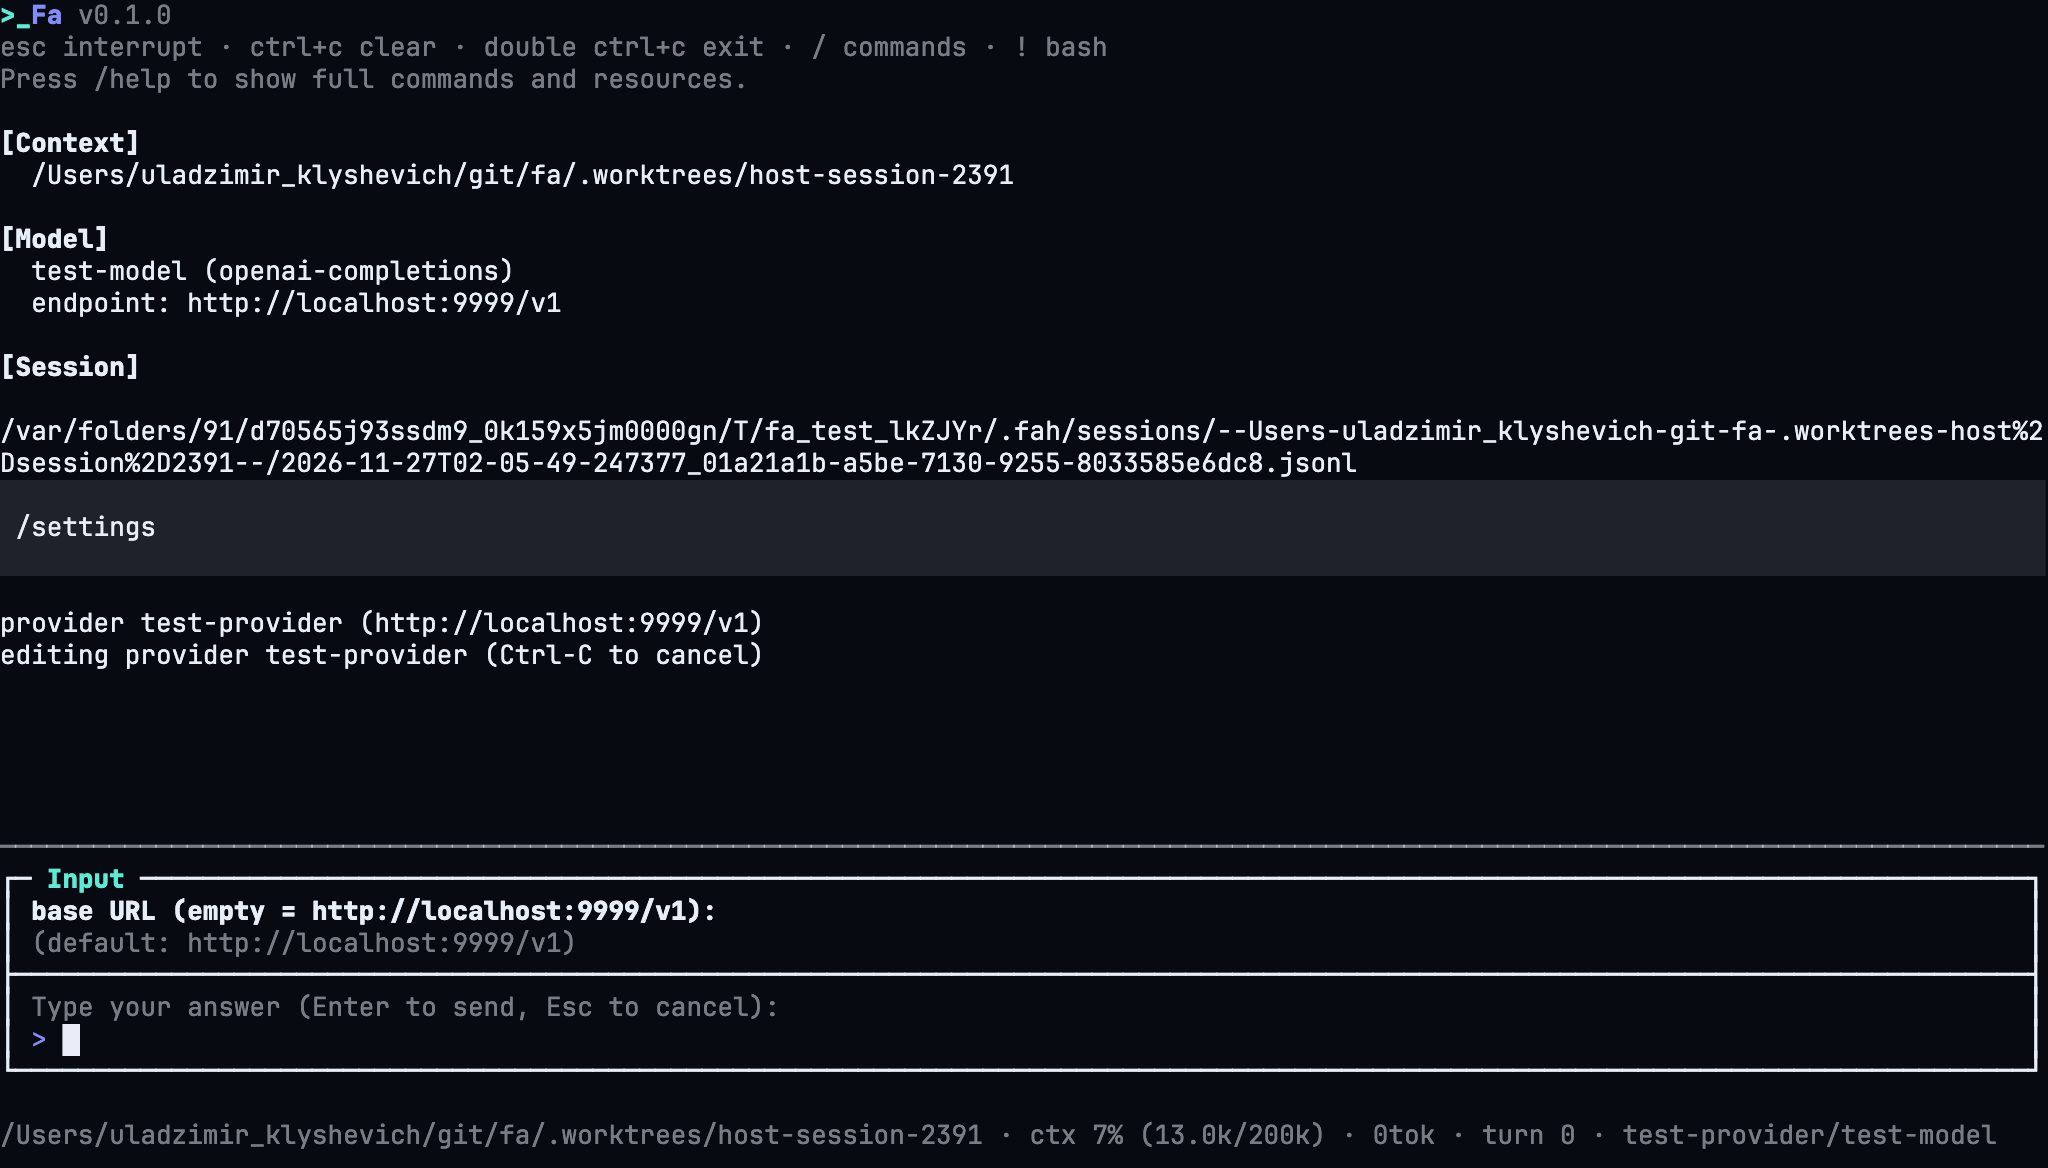 >_Fa v0.1.0
esc interrupt · ctrl+c clear · double ctrl+c exit · / commands · ! bash
Press /help to show full commands and resources.
[Context]
/Users/uladzimir_klyshevich/git/fa/.worktrees/host-session-2391
[Model]
test-model (openai-completions)
endpoint: http://localhost:9999/v1
[Session]
/var/folders/91/d70565j93ssdm9_0k159x5jm0000gn/T/fa_test_lkZJYr/.fah/sessions/--Users-uladzimir_klyshevich-git-fa-.worktrees-host%2
Dsession%2D2391--/2026-11-27T02-05-49-247377_01a21a1b-a5be-7130-9255-8033585e6dc8.jsonl
/settings
provider test-provider (http://localhost:9999/v1)
editing provider test-provider (Ctrl-C to cancel)
Input
base URL (empty = http://localhost:9999/v1):
(default: http://localhost:9999/v1)
Type your answer (Enter to send, Esc to cancel):
>
/Users/uladzimir_klyshevich/git/fa/.worktrees/host-session-2391 · ctx 7% (13.0k/200k) · 0tok · turn 0 · test-provider/test-model